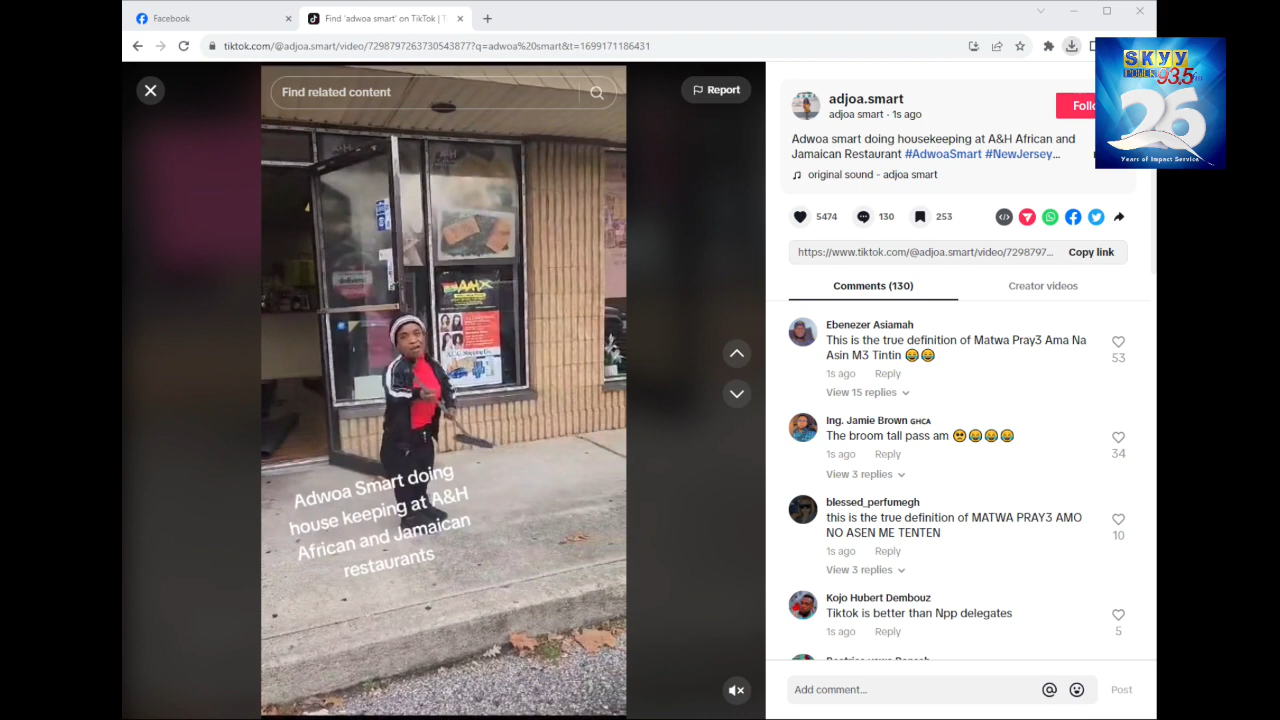 Facebook
Find 'adwoa smart' on TikTok | T
tiktok.com/@adjoa.smart/video/7298797263730543877?q=adwoa%20smart&t=1699171186431
Find related content
Report
Adwoa Smart doing
house keeping at A&H
African and Jamaican
restaurants
adjoa.smart
adjoa smart · 1s ago
Adwoa smart doing housekeeping at A&H African and
Jamaican Restaurant #AdwoaSmart #NewJersey...
original sound - adjoa smart
5474
130
253
https://www.tiktok.com/@adjoa.smart/video/7298797...
Copy link
Comments (130)
Creator videos
Ebenezer Asiamah
This is the true definition of Matwa Pray3 Ama Na
Asin M3 Tintin 😂😂
53
1s ago
Reply
View 15 replies
Ing. Jamie Brown GHCA
The broom tall pass am 🥺😂😂😂
34
1s ago
Reply
View 3 replies
blessed_perfumegh
this is the true definition of MATWA PRAY3 AMO
NO ASEN ME TENTEN
10
1s ago
Reply
View 3 replies
Kojo Hubert Dembouz
Tiktok is better than Npp delegates
5
1s ago
Reply
Add comment...
Post
SKYY
93.5
26
Years of Impact Service